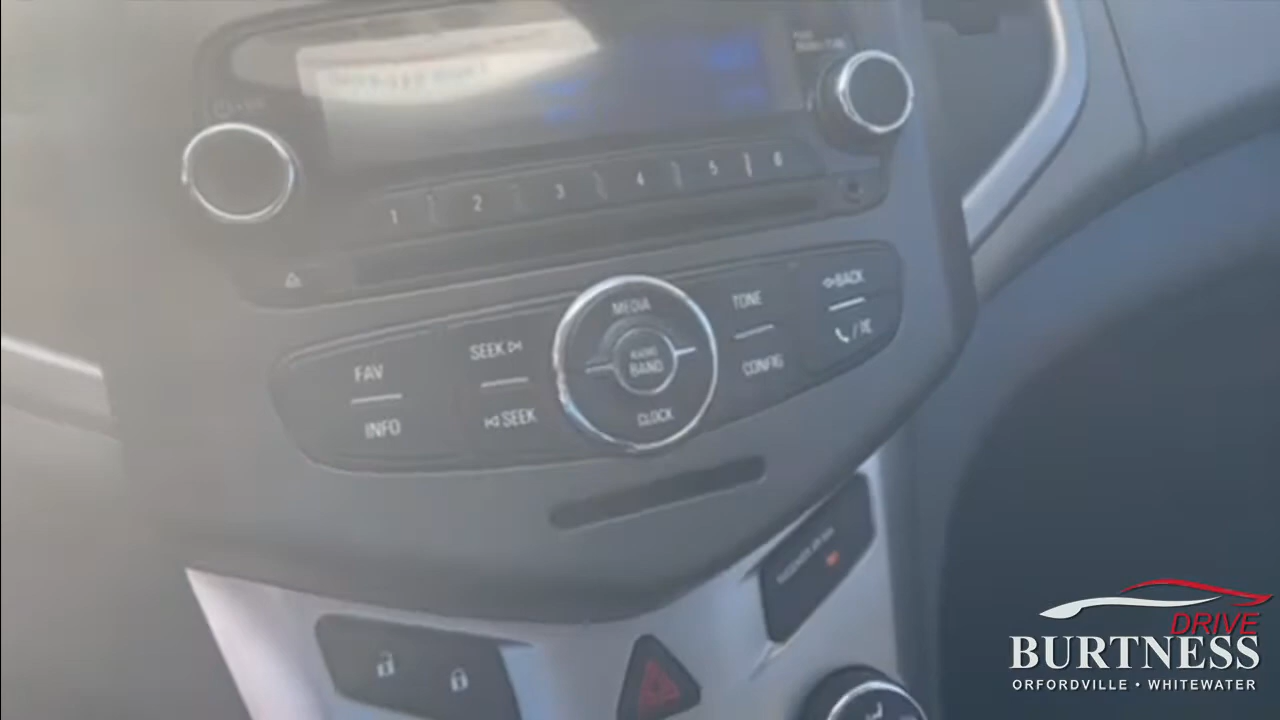 1 2 3 4 5 6
MEDIA
TONE
BACK
SEEK
RADIO
BAND
FAV
CONFIG
INFO
SEEK
CLOCK
DRIVE
BURTNESS
ORFORDVILLE • WHITEWATER